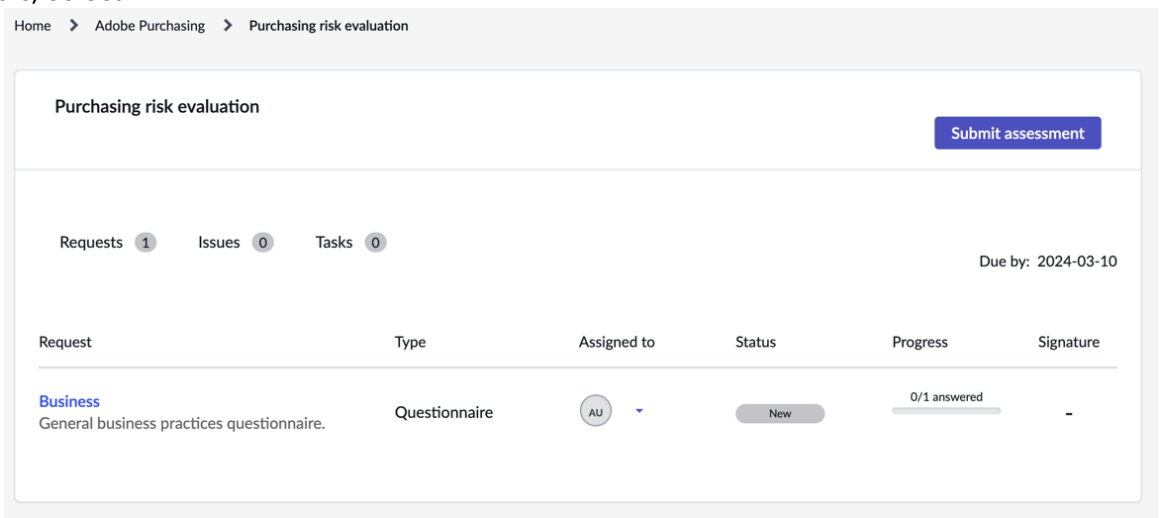 Home > Adobe Purchasing > Purchasing risk evaluation
Purchasing risk evaluation
Submit assessment
Requests 1 Issues 0 Tasks 0
Due by: 2024-03-10
Request Type Assigned to Status Progress Signature
Business
General business practices questionnaire.
Questionnaire
AU
New
0/1 answered
-